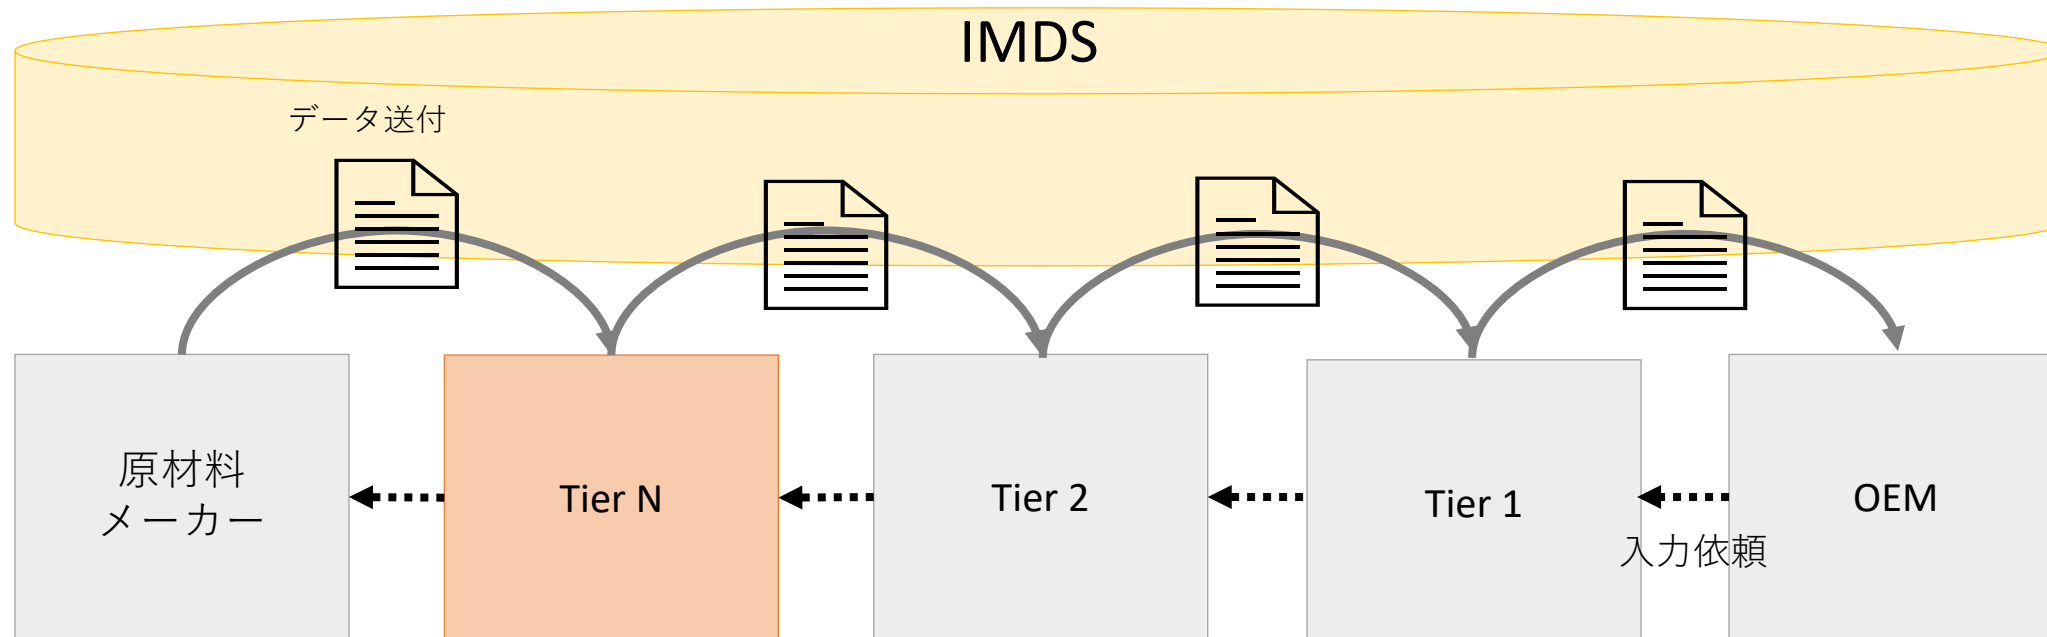 IMDS
データ送付
原材料
メーカー
Tier N
Tier 2
Tier 1
OEM
入力依頼